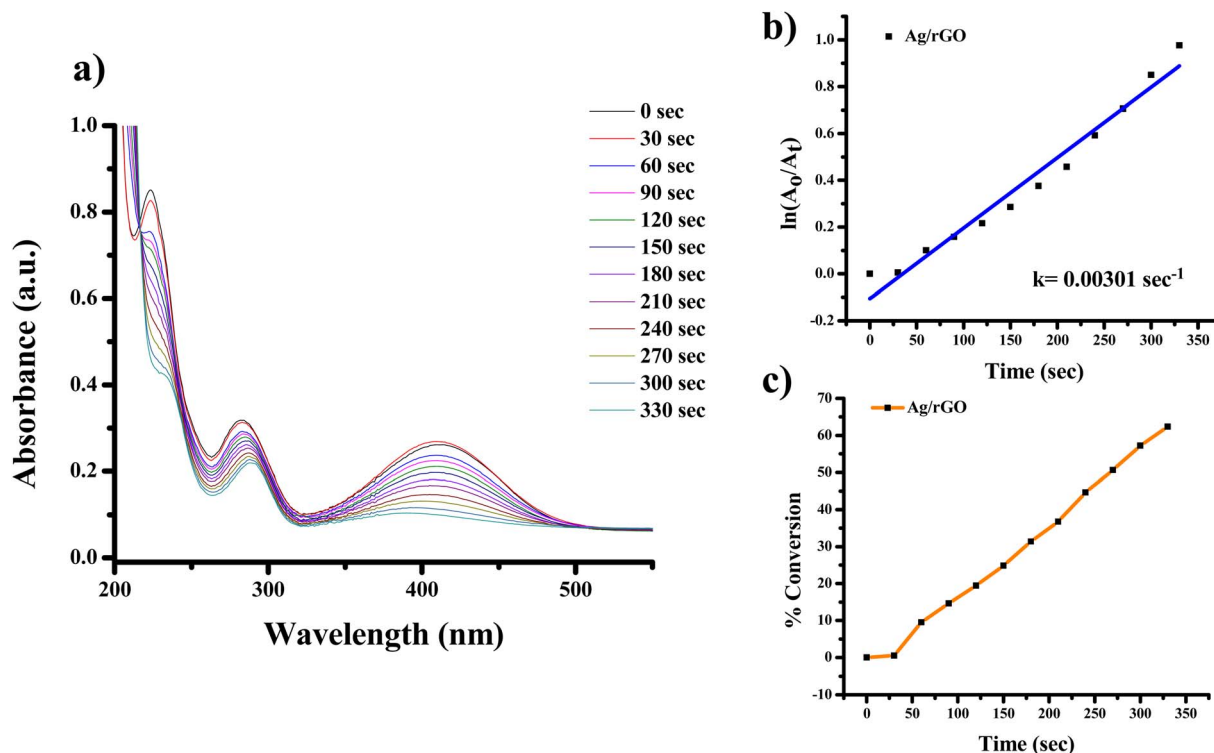 a)
0 sec
30 sec
60 sec
90 sec
120 sec
150 sec
180 sec
210 sec
240 sec
270 sec
300 sec
330 sec
1.0
0.8
0.6
0.4
0.2
0.0
200
300
400
500
Absorbance (a.u.)
Wavelength (nm)
b)
Ag/rGO
1.0
0.8
0.6
0.4
0.2
0.0
-0.2
0
50
100
150
200
250
300
350
ln(A₀/Aₜ)
k= 0.00301 sec⁻¹
Time (sec)
c)
Ag/rGO
70
60
50
40
30
20
10
0
-10
0
50
100
150
200
250
300
350
% Conversion
Time (sec)